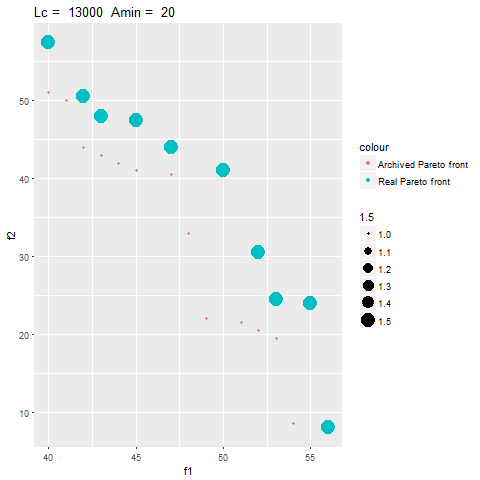 Lc = 13000 Amin = 20
50
40
30
20
10
f2
40
45
50
55
f1
colour
Archived Pareto front
Real Pareto front
1.5
1.0
1.1
1.2
1.3
1.4
1.5